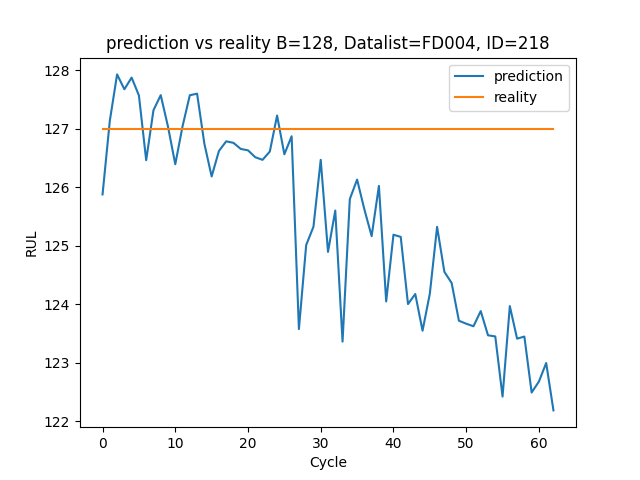 prediction vs reality B=128, Datalist=FD004, ID=218
prediction
reality
128
127
126
125
124
123
122
RUL
0 10 20 30 40 50 60
Cycle